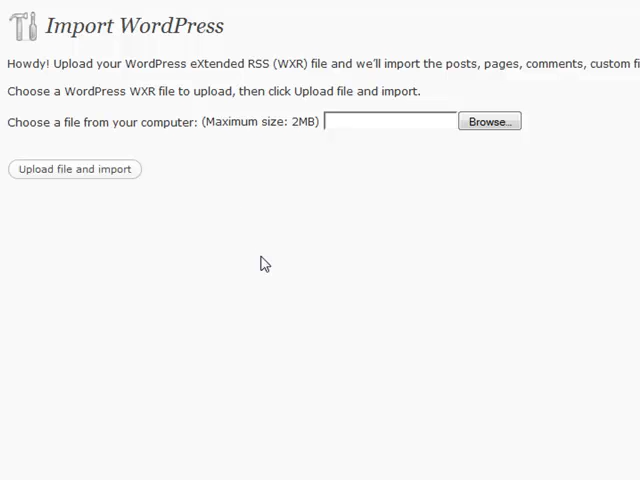 Import WordPress
Howdy! Upload your WordPress eXtended RSS (WXR) file and we'll import the posts, pages, comments, custom fi
Choose a WordPress WXR file to upload, then click Upload file and import.
Choose a file from your computer: (Maximum size: 2MB) Browse...
Upload file and import